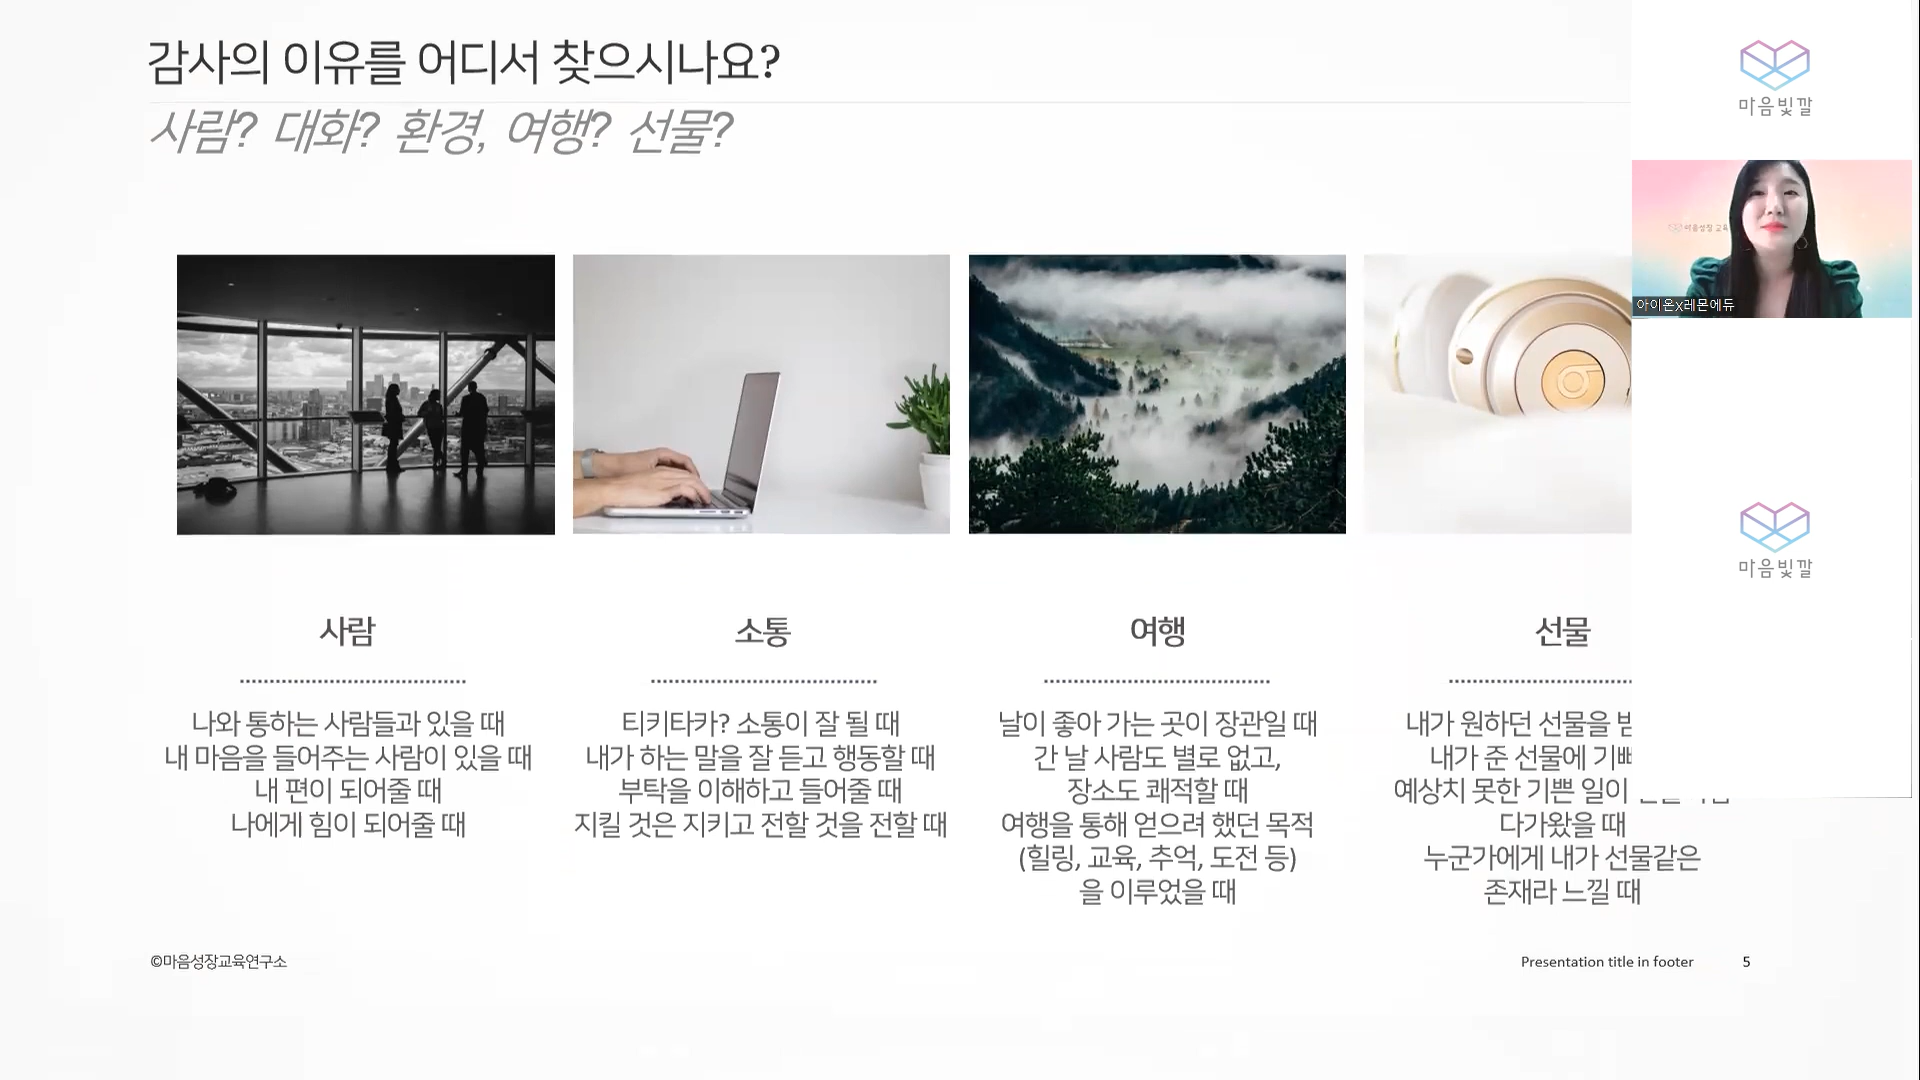 감사의 이유를 어디서 찾으시나요?
사람? 대화? 환경, 여행? 선물?
마음빛깔
마음성장 교육
아이온x레몬에듀
마음빛깔
사람
나와 통하는 사람들과 있을 때
내 마음을 들어주는 사람이 있을 때
내 편이 되어줄 때
나에게 힘이 되어줄 때
소통
티키타카? 소통이 잘 될 때
내가 하는 말을 잘 듣고 행동할 때
부탁을 이해하고 들어줄 때
지킬 것은 지키고 전할 것을 전할 때
여행
날이 좋아 가는 곳이 장관일 때
간 날 사람도 별로 없고,
장소도 쾌적할 때
여행을 통해 얻으려 했던 목적
(힐링, 교육, 추억, 도전 등)
을 이루었을 때
선물
내가 원하던 선물을
내가 준 선물에
예상치 못한 기쁜 일이
다가왔을 때
누군가에게 내가 선물같은
존재라 느낄 때
©마음성장교육연구소
Presentation title in footer
5